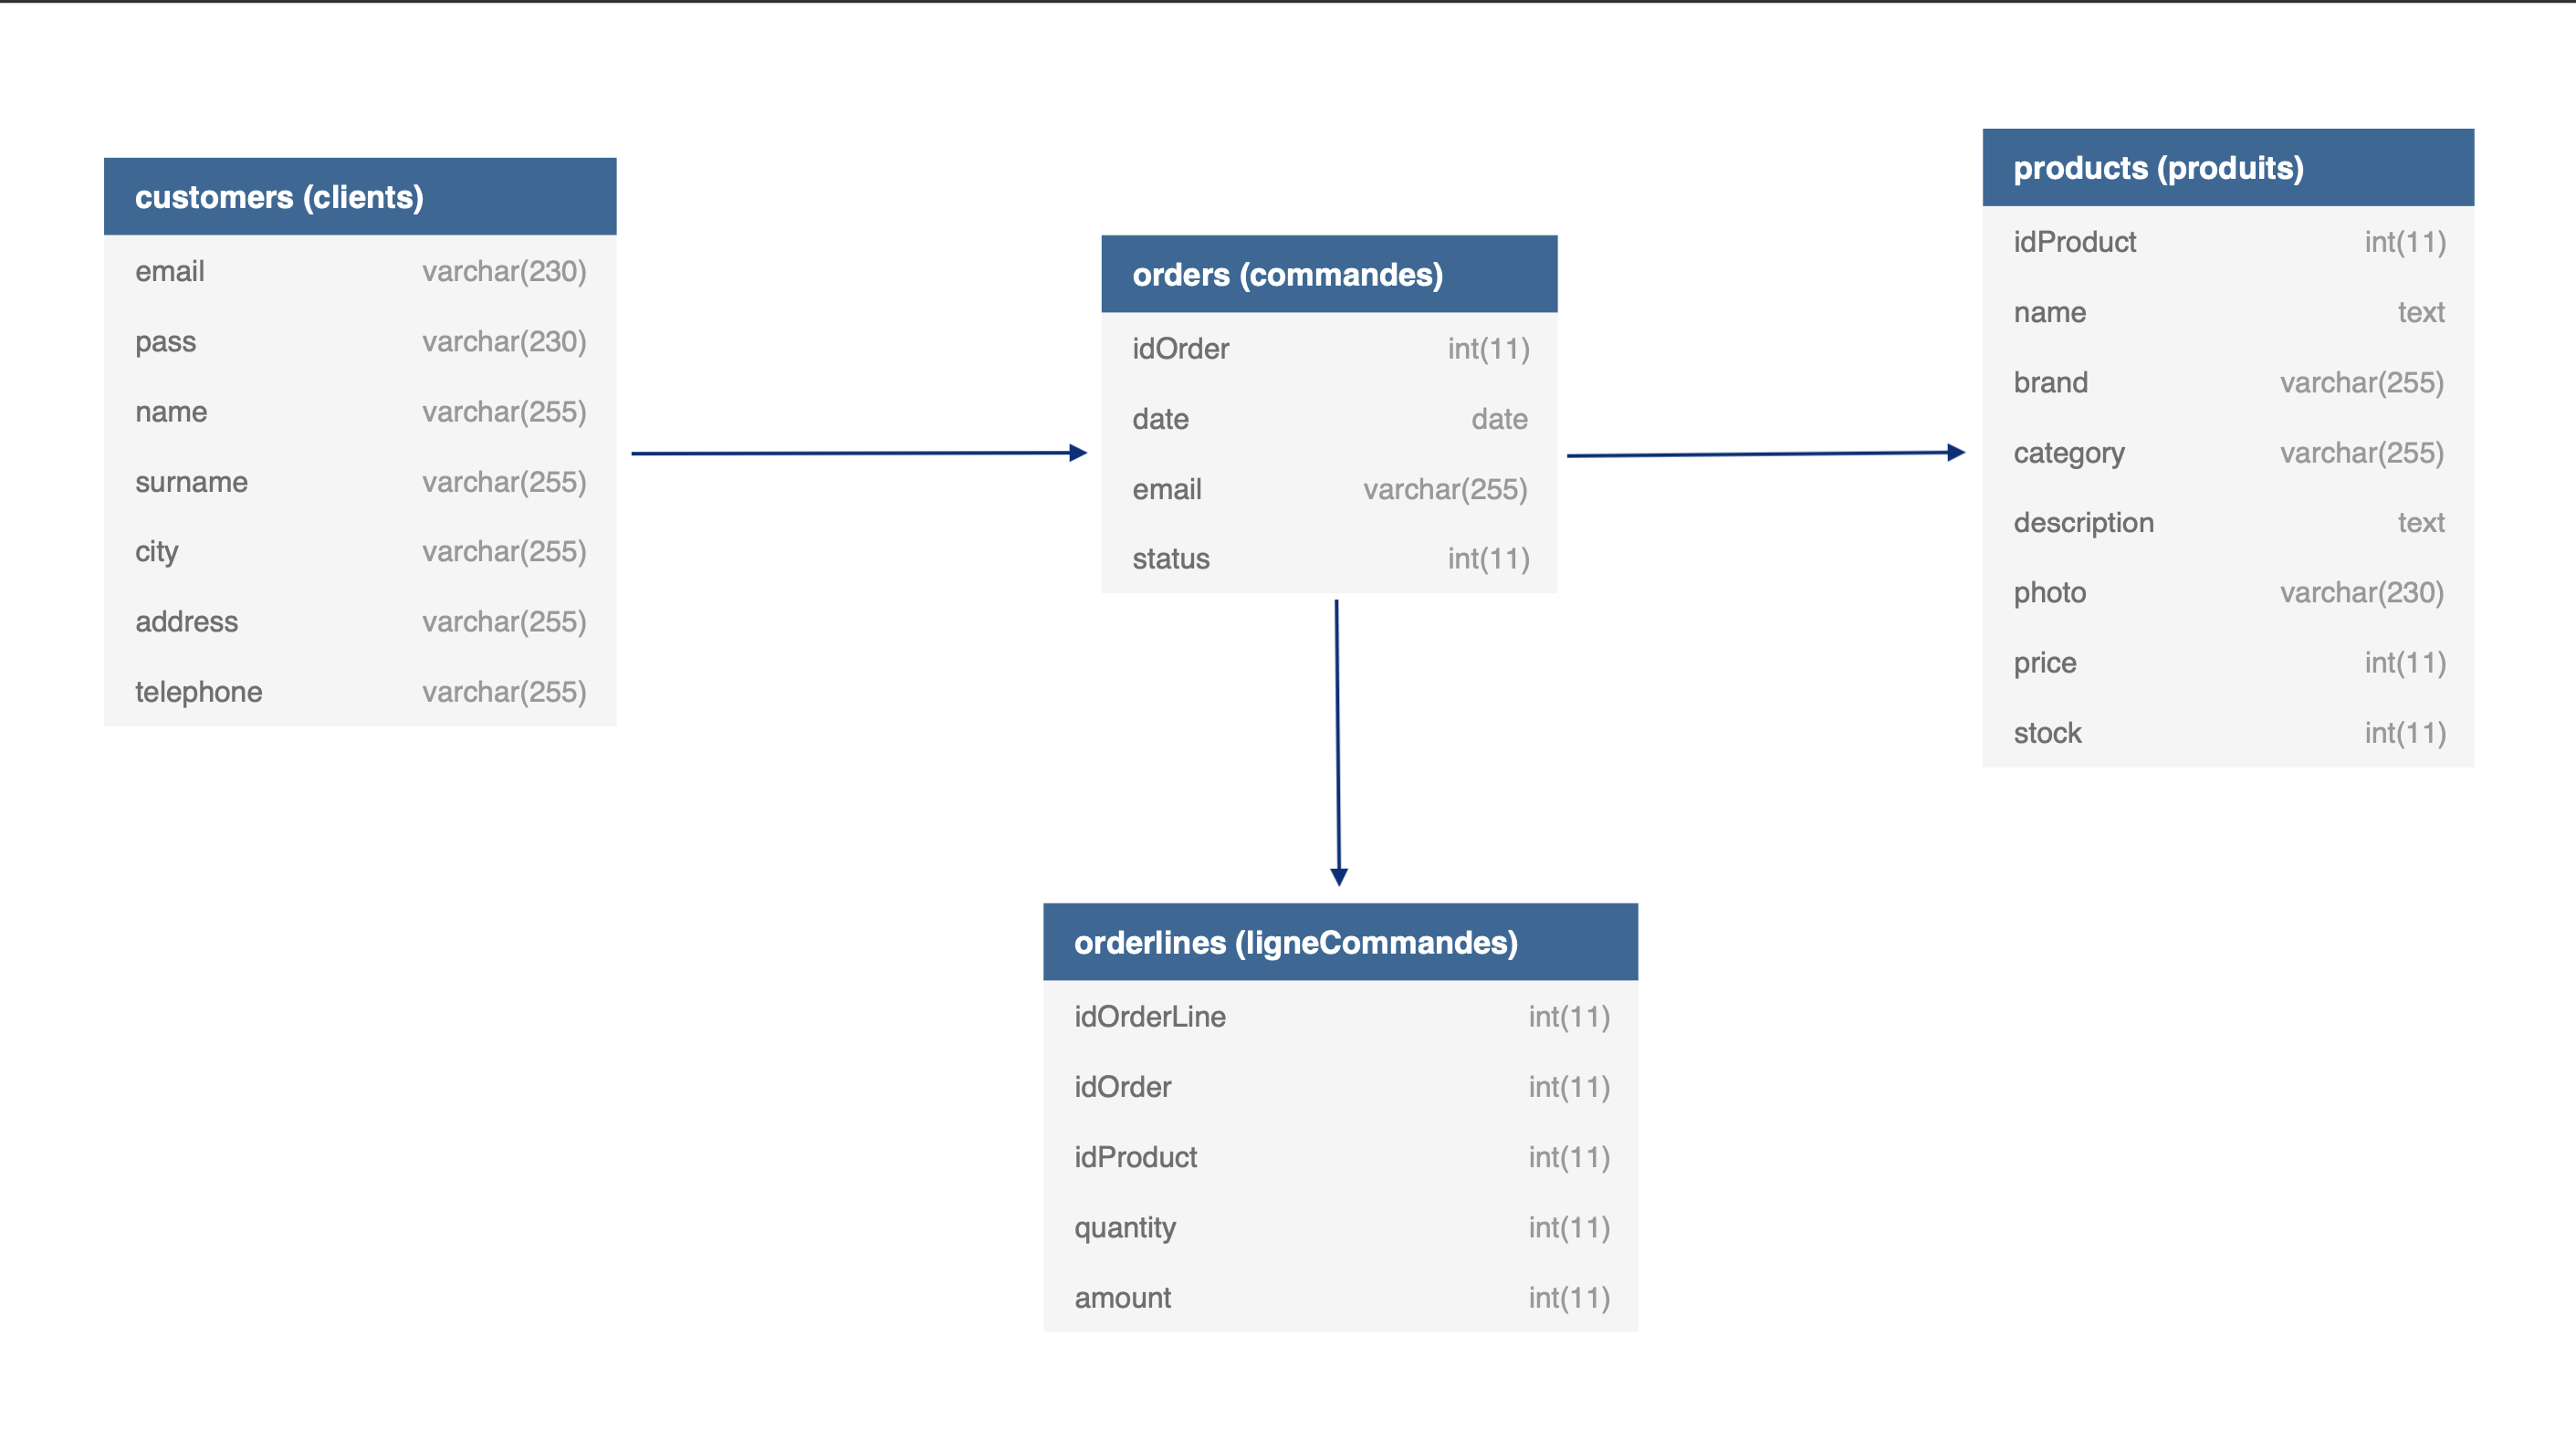 customers (clients)
email varchar(230)
pass varchar(230)
name varchar(255)
surname varchar(255)
city varchar(255)
address varchar(255)
telephone varchar(255)
orders (commandes)
idOrder int(11)
date date
email varchar(255)
status int(11)
products (produits)
idProduct int(11)
name text
brand varchar(255)
category varchar(255)
description text
photo varchar(230)
price int(11)
stock int(11)
orderlines (ligneCommandes)
idOrderLine int(11)
idOrder int(11)
idProduct int(11)
quantity int(11)
amount int(11)